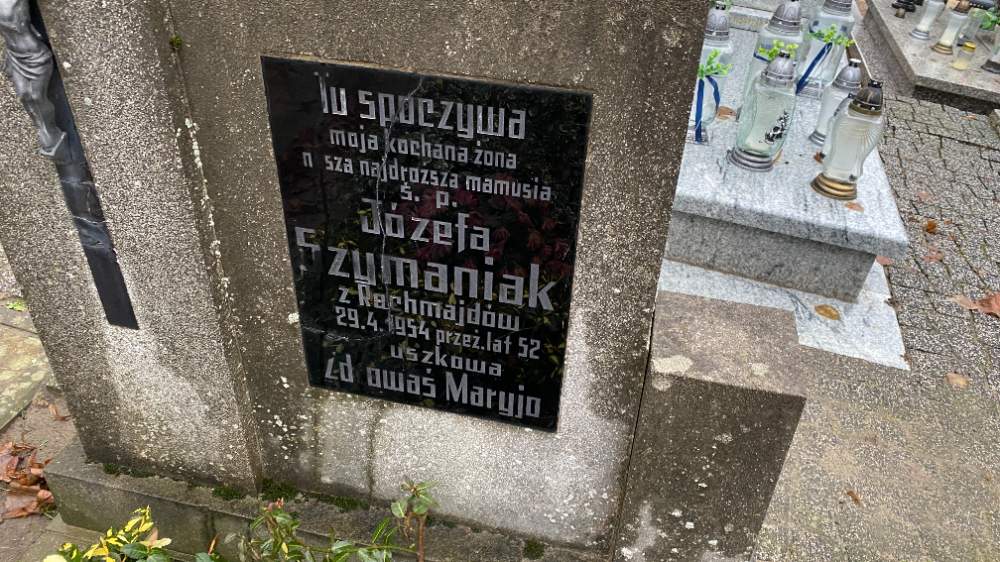 Tu spoczywa
moja kochana żona
n sza najdroższa mamusia
ś. p.
Józefa
Szymaniak
z Rachmajdów
29.4.1954 przeż. lat 52
uszkowa
Zd owaś Maryjo